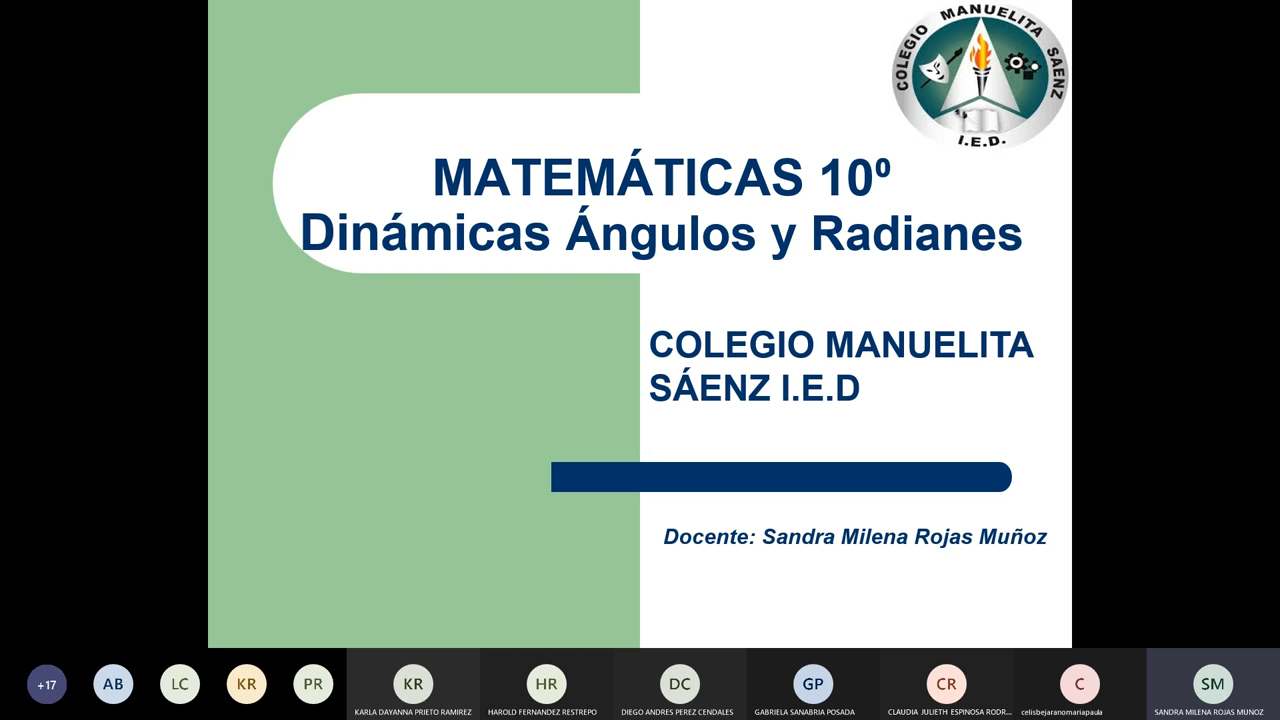 COLEGIO MANUELITA SAENZ
I.E.D.
MATEMÁTICAS 10º
Dinámicas Ángulos y Radianes
COLEGIO MANUELITA
SÁENZ I.E.D
Docente: Sandra Milena Rojas Muñoz
+17
AB
LC
KR
PR
KR
HR
DC
GP
CR
C
SM
KARLA DAYANNA PRIETO RAMIREZ
HAROLD FERNANDEZ RESTREPO
DIEGO ANDRES PEREZ CENDALES
GABRIELA SANABRIA POSADA
CLAUDIA JULIETH ESPINOSA RODR...
celisbejaranomariapaula
SANDRA MILENA ROJAS MUNOZ